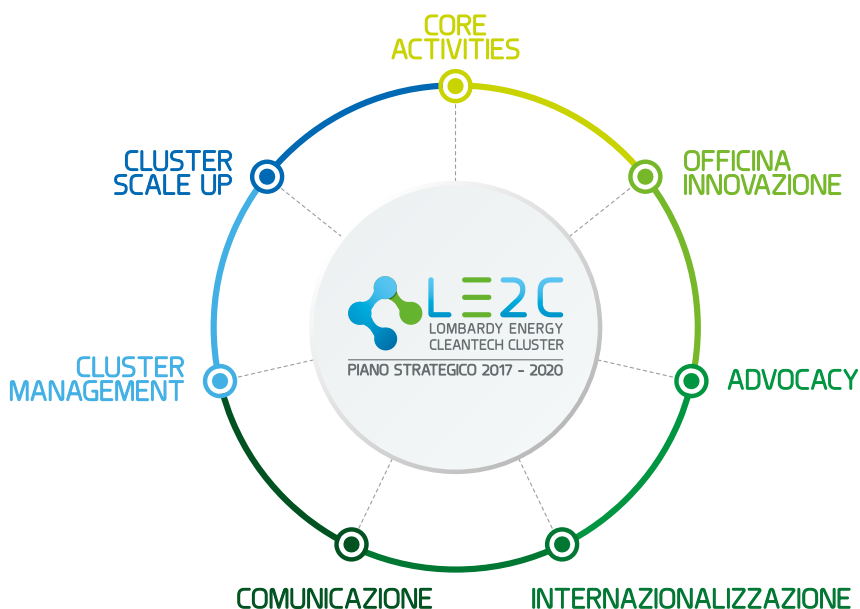 CORE
ACTIVITIES
OFFICINA
INNOVAZIONE
ADVOCACY
INTERNAZIONALIZZAZIONE
COMUNICAZIONE
CLUSTER
MANAGEMENT
CLUSTER
SCALE UP
LE2C
LOMBARDY ENERGY
CLEANTECH CLUSTER
PIANO STRATEGICO 2017 - 2020